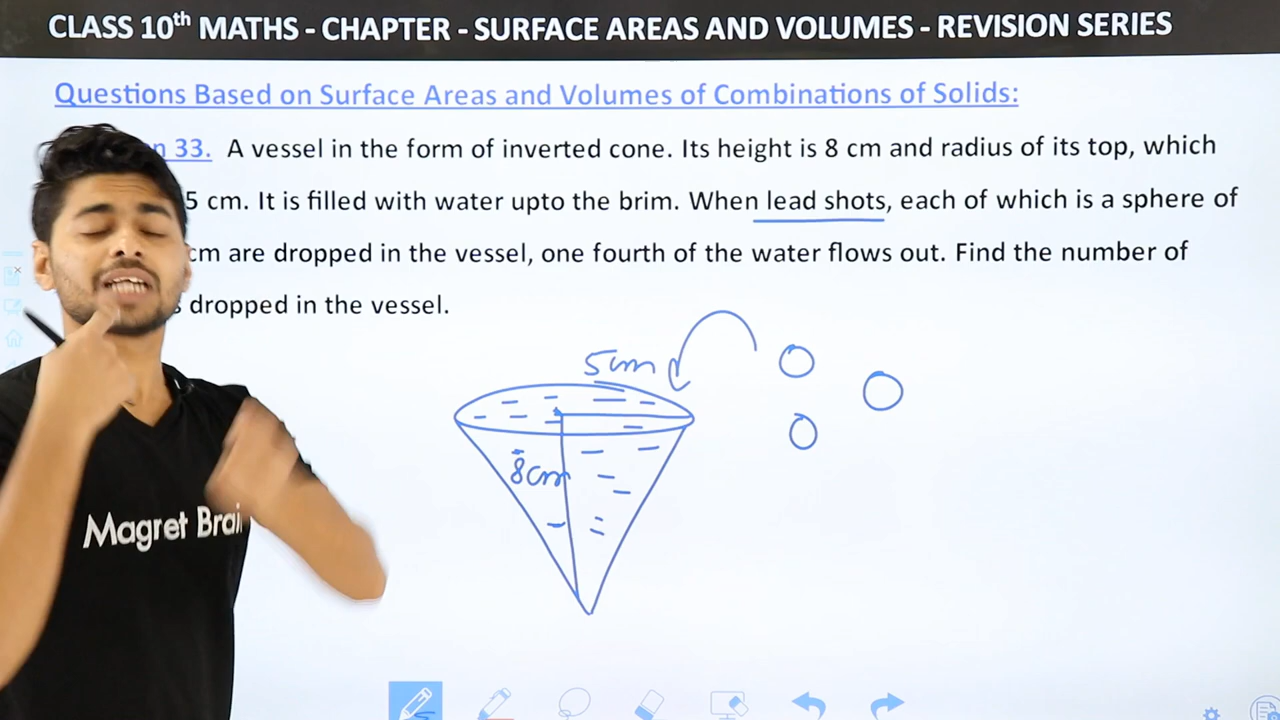 CLASS 10th MATHS - CHAPTER - SURFACE AREAS AND VOLUMES - REVISION SERIES
Questions Based on Surface Areas and Volumes of Combinations of Solids:
n 33. A vessel in the form of inverted cone. Its height is 8 cm and radius of its top, which
5 cm. It is filled with water upto the brim. When lead shots, each of which is a sphere of
cm are dropped in the vessel, one fourth of the water flows out. Find the number of
s dropped in the vessel.
5cm
8cm
Magnet Brai